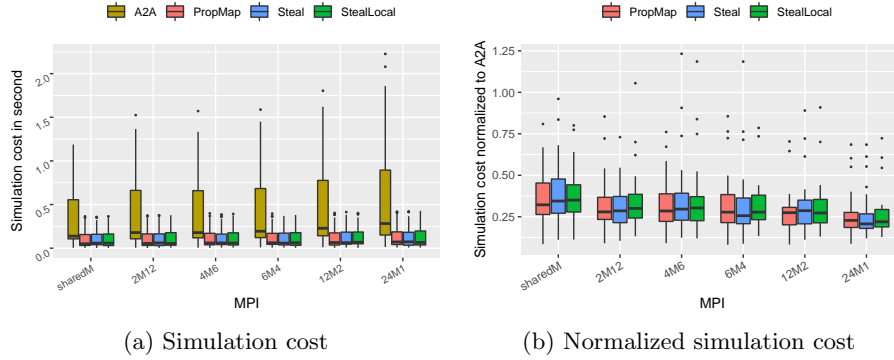 A2A PropMap Steal StealLocal
Simulation cost in second
2.0
1.5
1.0
0.5
0.0
sharedM 2M12 4M6 6M4 12M2 24M1
MPI
(a) Simulation cost
PropMap Steal StealLocal
Simulation cost normalized to A2A
1.25
1.00
0.75
0.50
0.25
sharedM 2M12 4M6 6M4 12M2 24M1
MPI
(b) Normalized simulation cost